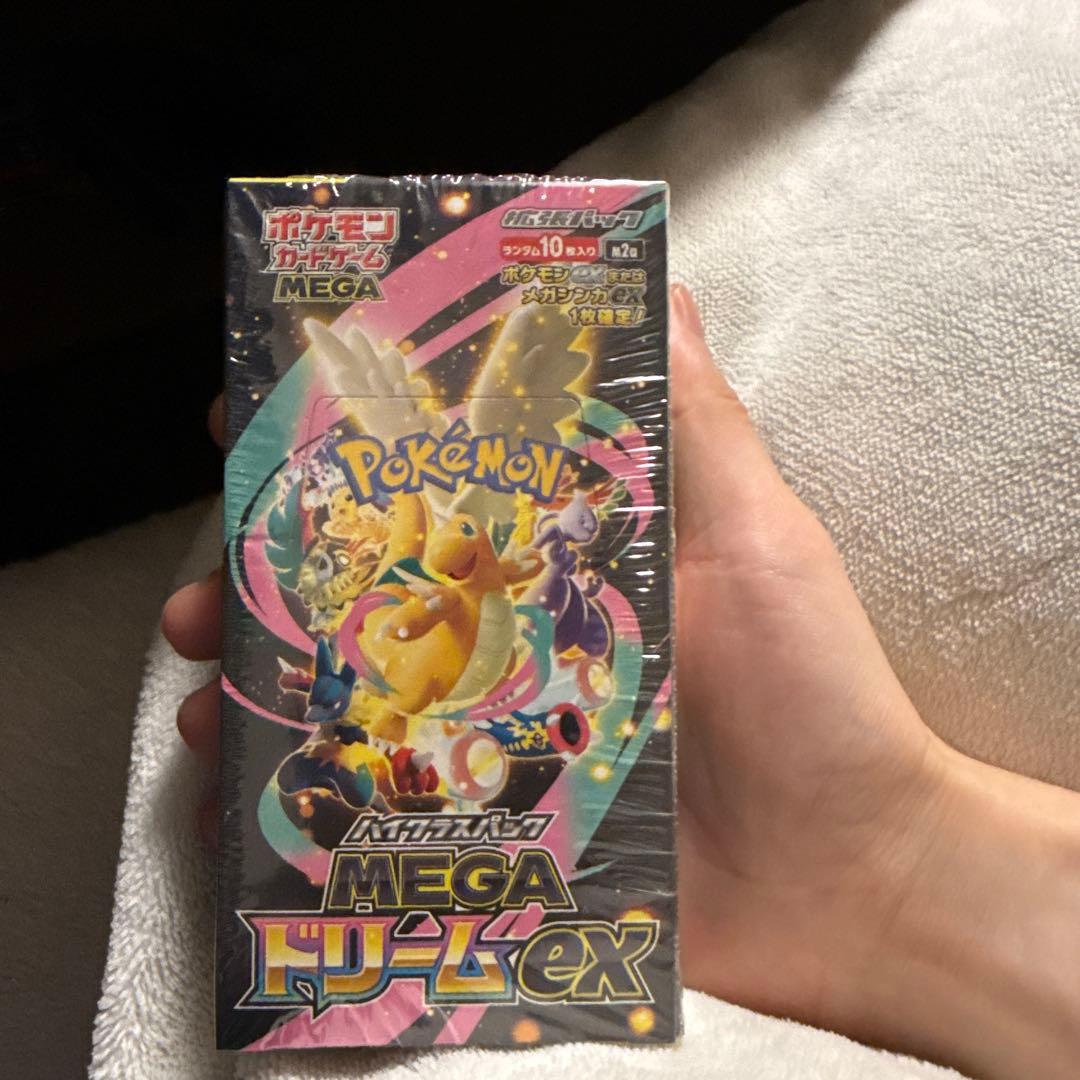 ポケモン
カードゲーム
MEGA
拡張パック
ランダム10枚入り M2a
ポケモンexまたは
メガシンカex
1枚確定!
POKéMON
ハイクラスパック
MEGA
ドリームex